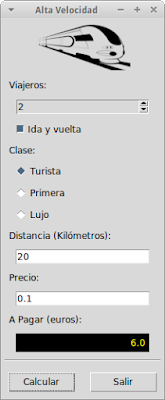 Alta Velocidad
Viajeros:
2
Ida y vuelta
Clase:
Turista
Primera
Lujo
Distancia (Kilómetros):
20
Precio:
0.1
A Pagar (euros):
6.0
Calcular Salir